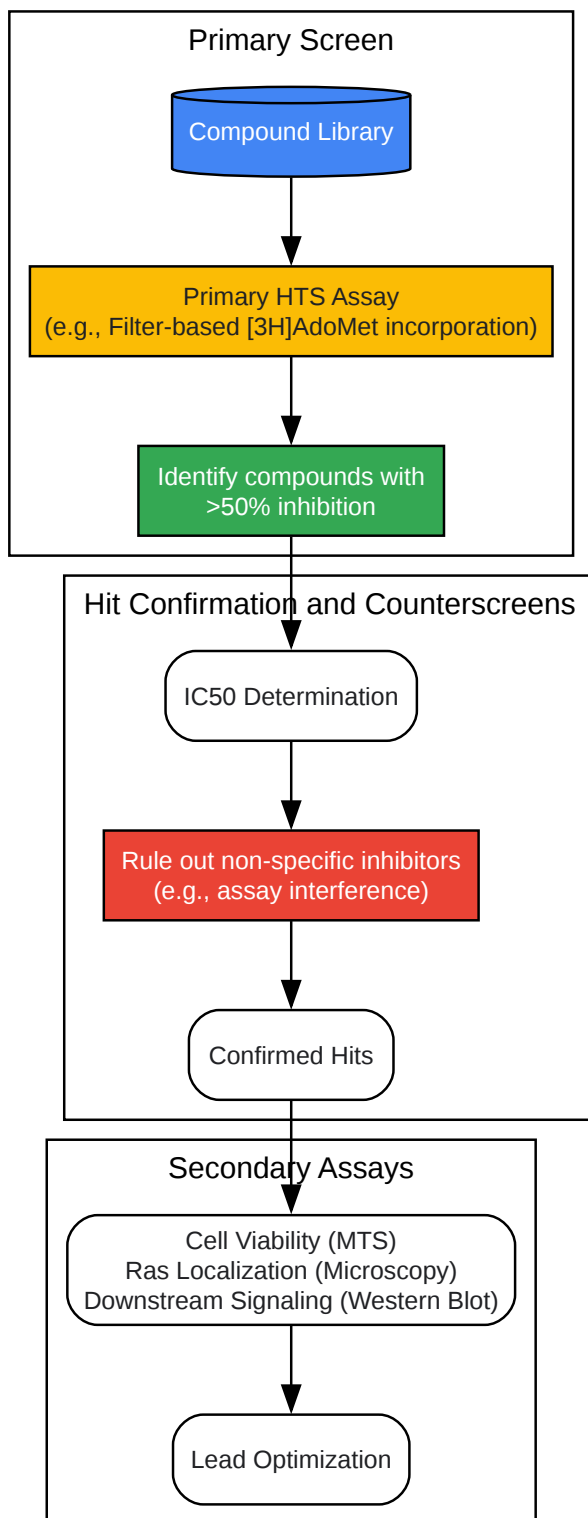 Primary Screen
Compound Library
Primary HTS Assay
(e.g., Filter-based [3H]AdoMet incorporation)
Identify compounds with
>50% inhibition
Hit Confirmation and Counterscreens
IC50 Determination
Rule out non-specific inhibitors
(e.g., assay interference)
Confirmed Hits
Secondary Assays
Cell Viability (MTS)
Ras Localization (Microscopy)
Downstream Signaling (Western Blot)
Lead Optimization